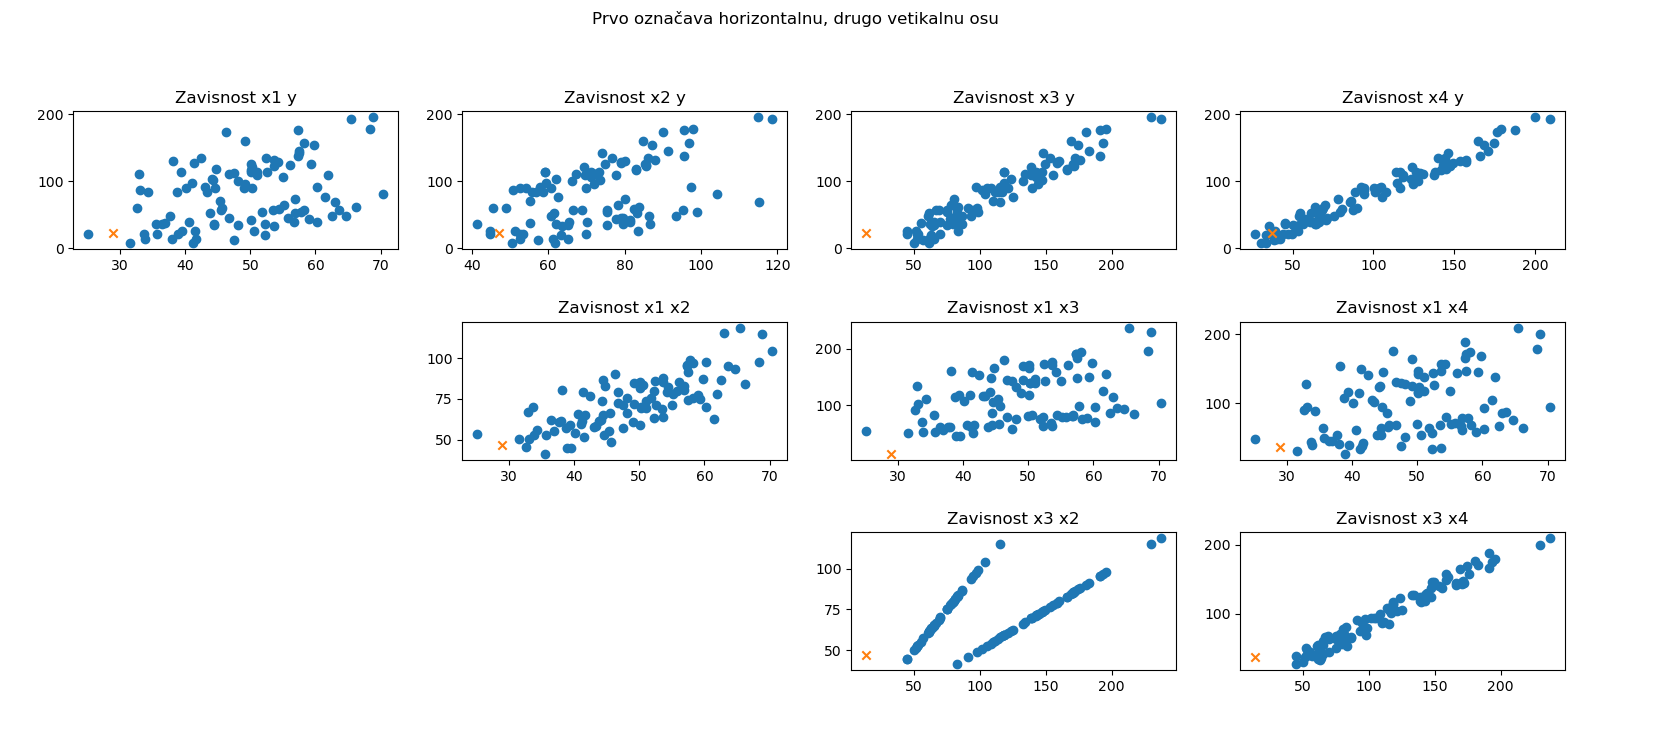 Prvo označava horizontalnu, drugo vetikalnu osu
Zavisnost x1 y
Zavisnost x2 y
Zavisnost x3 y
Zavisnost x4 y
200
100
0
30 40 50 60 70
200
100
0
40 60 80 100 120
200
100
0
50 100 150 200
200
100
0
50 100 150 200
Zavisnost x1 x2
Zavisnost x1 x3
Zavisnost x1 x4
100
75
50
30 40 50 60 70
200
100
30 40 50 60 70
200
100
30 40 50 60 70
Zavisnost x3 x2
Zavisnost x3 x4
100
75
50
50 100 150 200
200
100
50 100 150 200